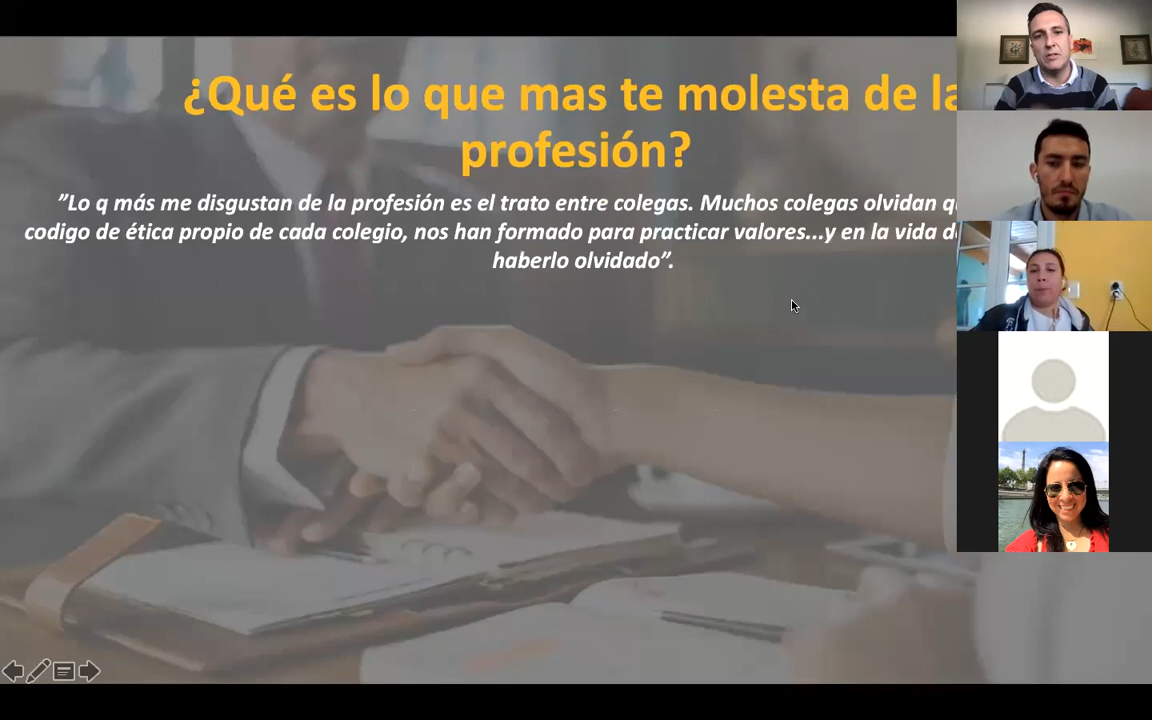 ¿Qué es lo que mas te molesta de la
profesión?
”Lo q más me disgustan de la profesión es el trato entre colegas. Muchos colegas olvidan
codigo de ética propio de cada colegio, nos han formado para practicar valores...y en la vida
haberlo olvidado”.